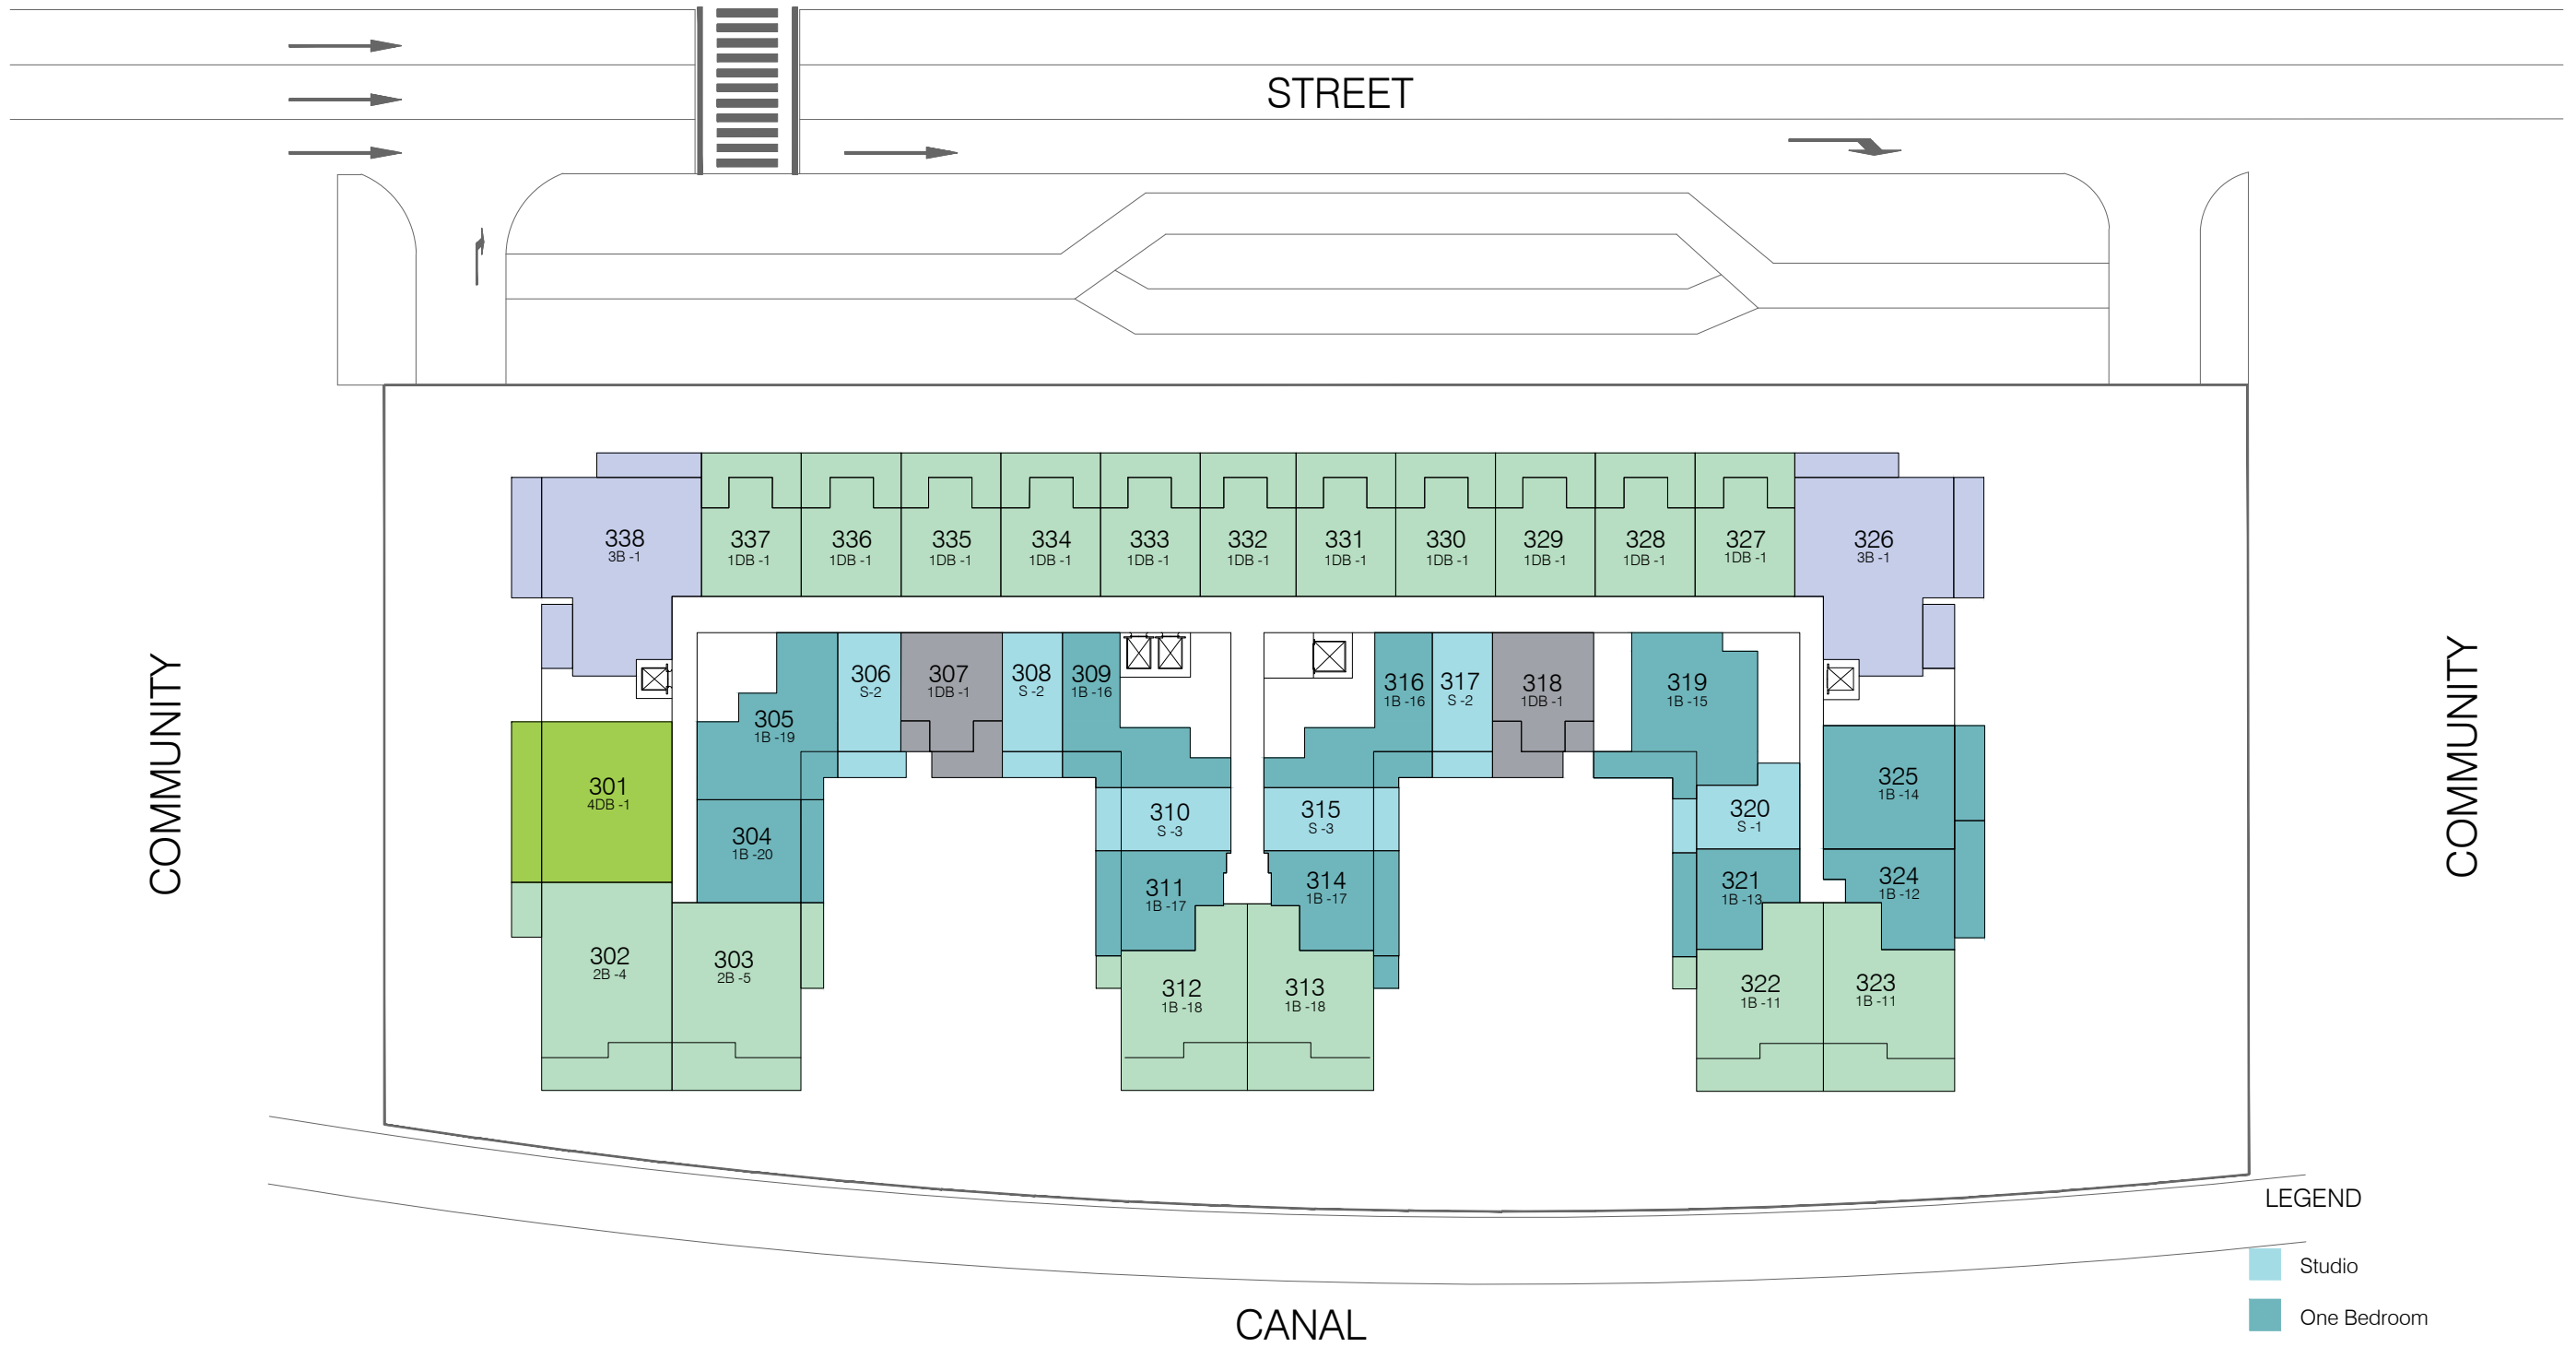 STREET
COMMUNITY
COMMUNITY
338
3B -1
337
1DB -1
336
1DB -1
335
1DB -1
334
1DB -1
333
1DB -1
332
1DB -1
331
1DB -1
330
1DB -1
329
1DB -1
328
1DB -1
327
1DB -1
326
3B -1
305
1B -19
306
S-2
307
1DB -1
308
S -2
309
1B -16
316
1B -16
317
S -2
318
1DB -1
319
1B -15
301
4DB -1
304
1B -20
310
S -3
315
S -3
320
S -1
325
1B -14
311
1B -17
314
1B -17
321
1B -13
324
1B -12
302
2B -4
303
2B -5
312
1B -18
313
1B -18
322
1B -11
323
1B -11
LEGEND
Studio
One Bedroom
CANAL